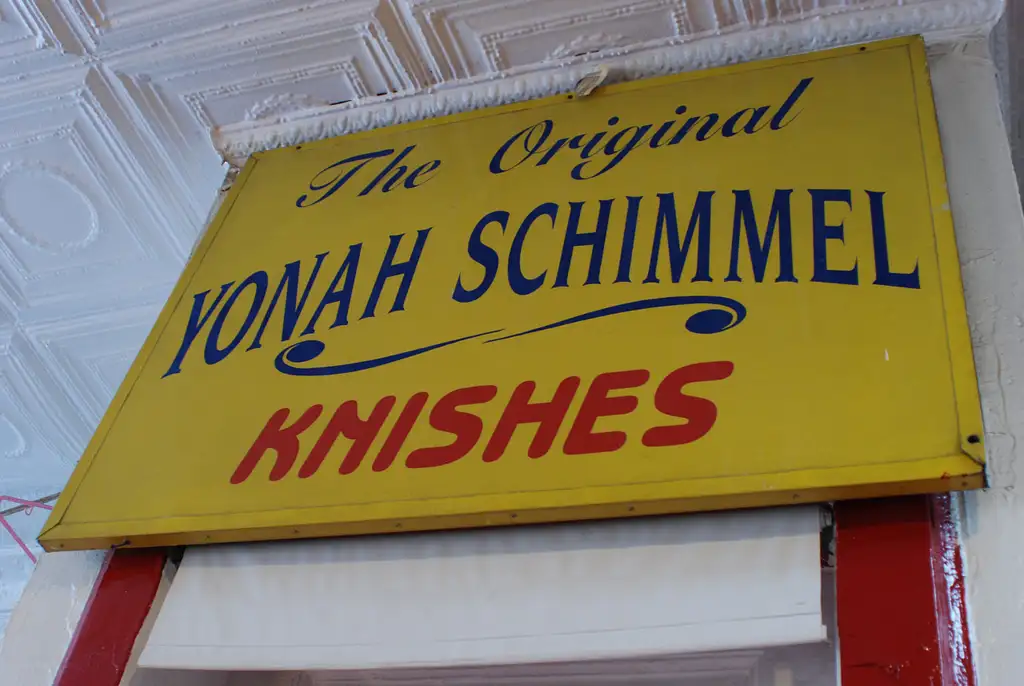 The Original
YONAH SCHIMMEL
KNISHES